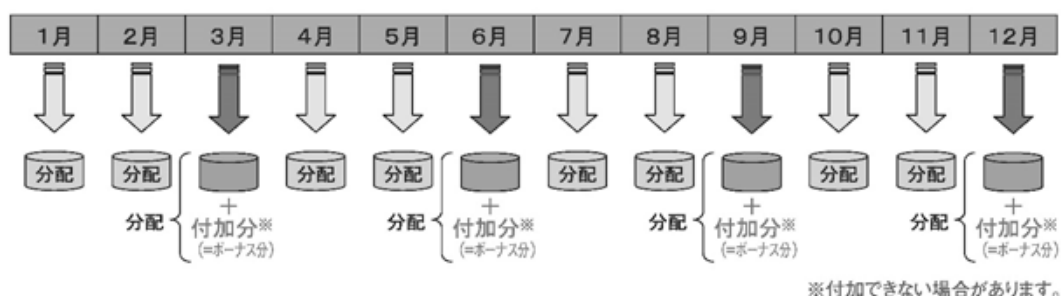 1月 2月 3月 4月 5月 6月 7月 8月 9月 10月 11月 12月
分配 分配 分配 分配 分配 分配 分配 分配
分配 + 分配 + 分配 + 分配 +
付加分※ 付加分※ 付加分※ 付加分※
(=ボーナス分) (=ボーナス分) (=ボーナス分) (=ボーナス分)
※付加できない場合があります。